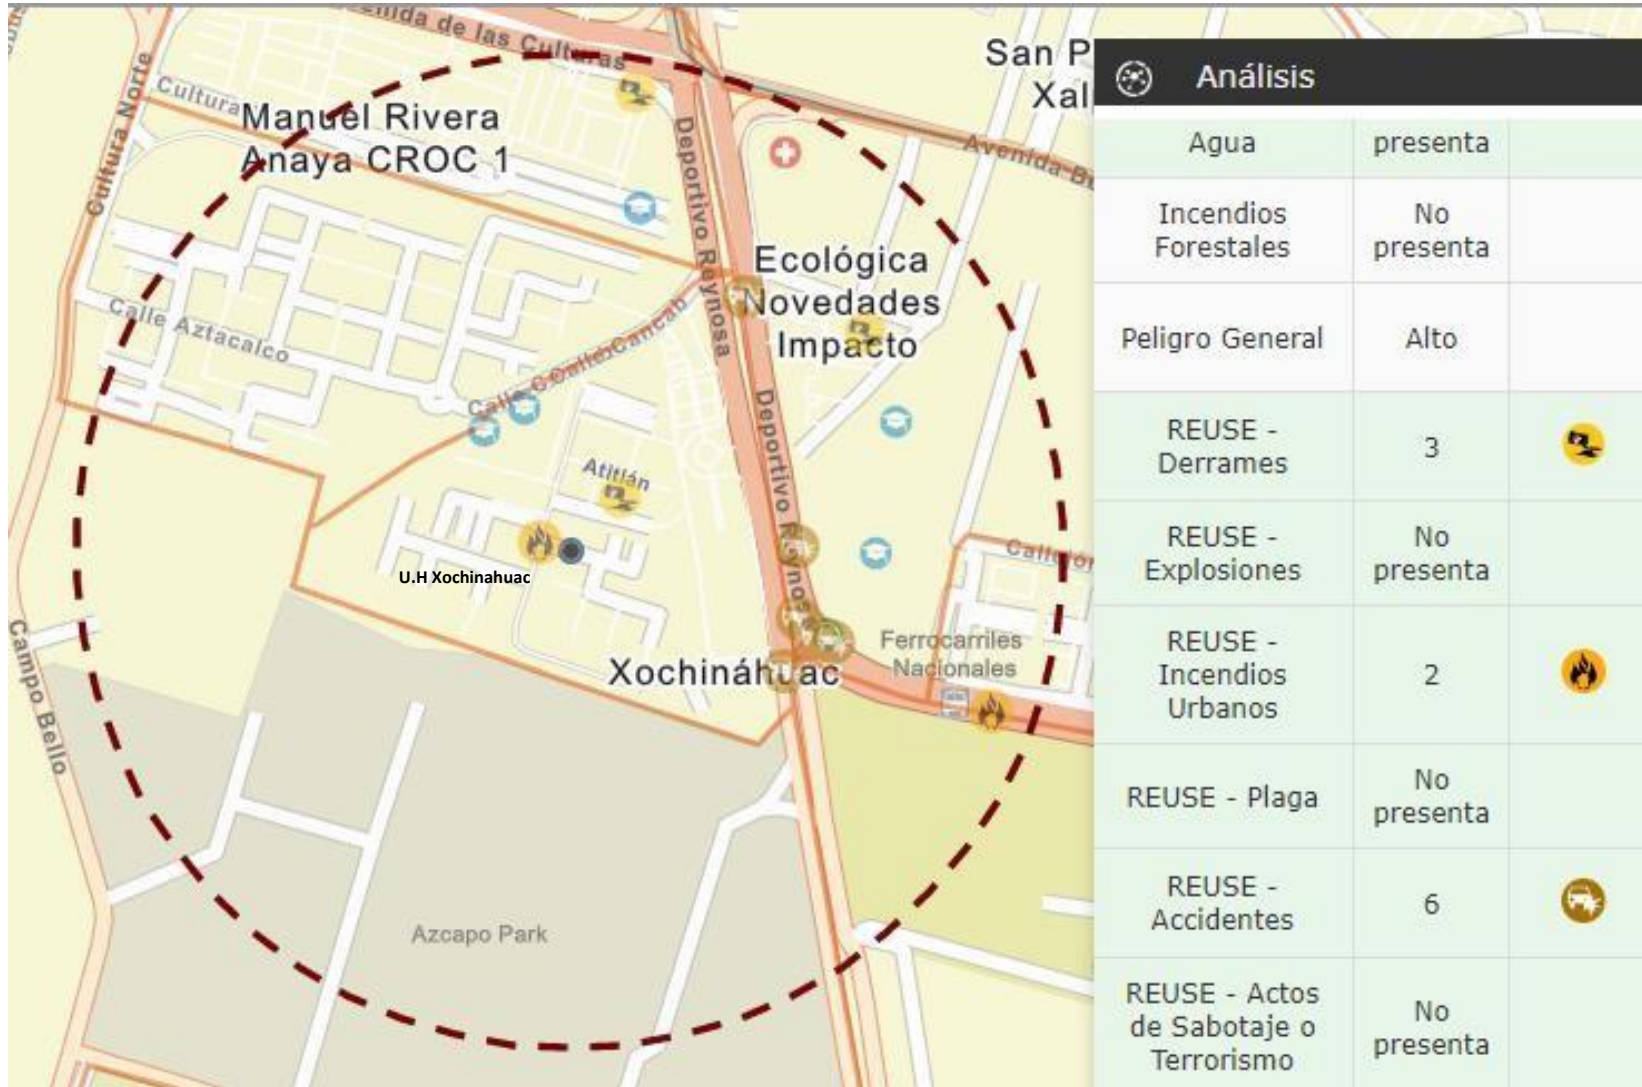 Avenida de las Culturas
San P
Xal
Cultura Norte
Cultura
Manuel Rivera
Anaya CROC 1
Deportivo Reynosa
Avenida
Ecológica
Novedades
Impacto
Calle Aztacalco
Calle Cancab
Deportivo Reynosa
Atitlán
U.H Xochinahuac
Callejón
Campo Bello
Ferrocarriles
Nacionales
Xochináhuac
Azcapo Park
Análisis
Agua presenta
Incendios No
Forestales presenta
Peligro General Alto
REUSE -
Derrames 3
REUSE - No
Explosiones presenta
REUSE -
Incendios 2
Urbanos
REUSE - Plaga No
presenta
REUSE -
Accidentes 6
REUSE - Actos
de Sabotaje o No
Terrorismo presenta